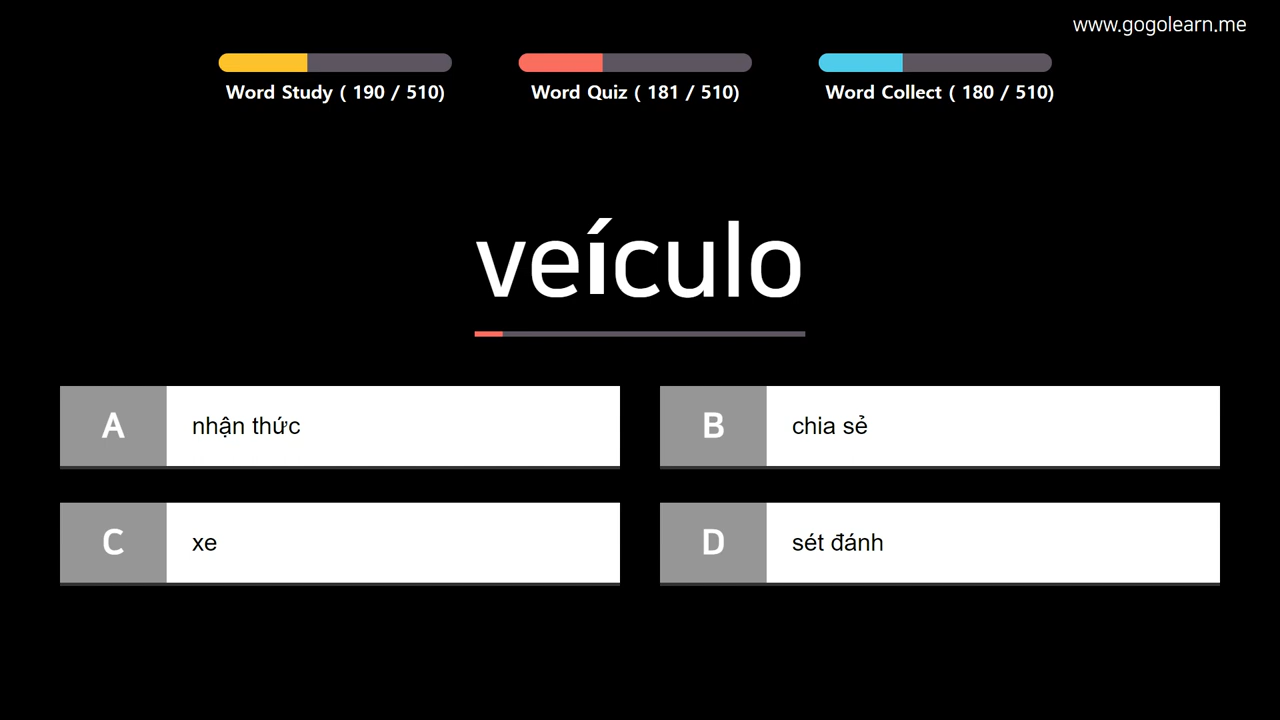 www.gogolearn.me
Word Study ( 190 / 510)
Word Quiz ( 181 / 510)
Word Collect ( 180 / 510)
veículo
A nhận thức
B chia sẻ
C xe
D sét đánh